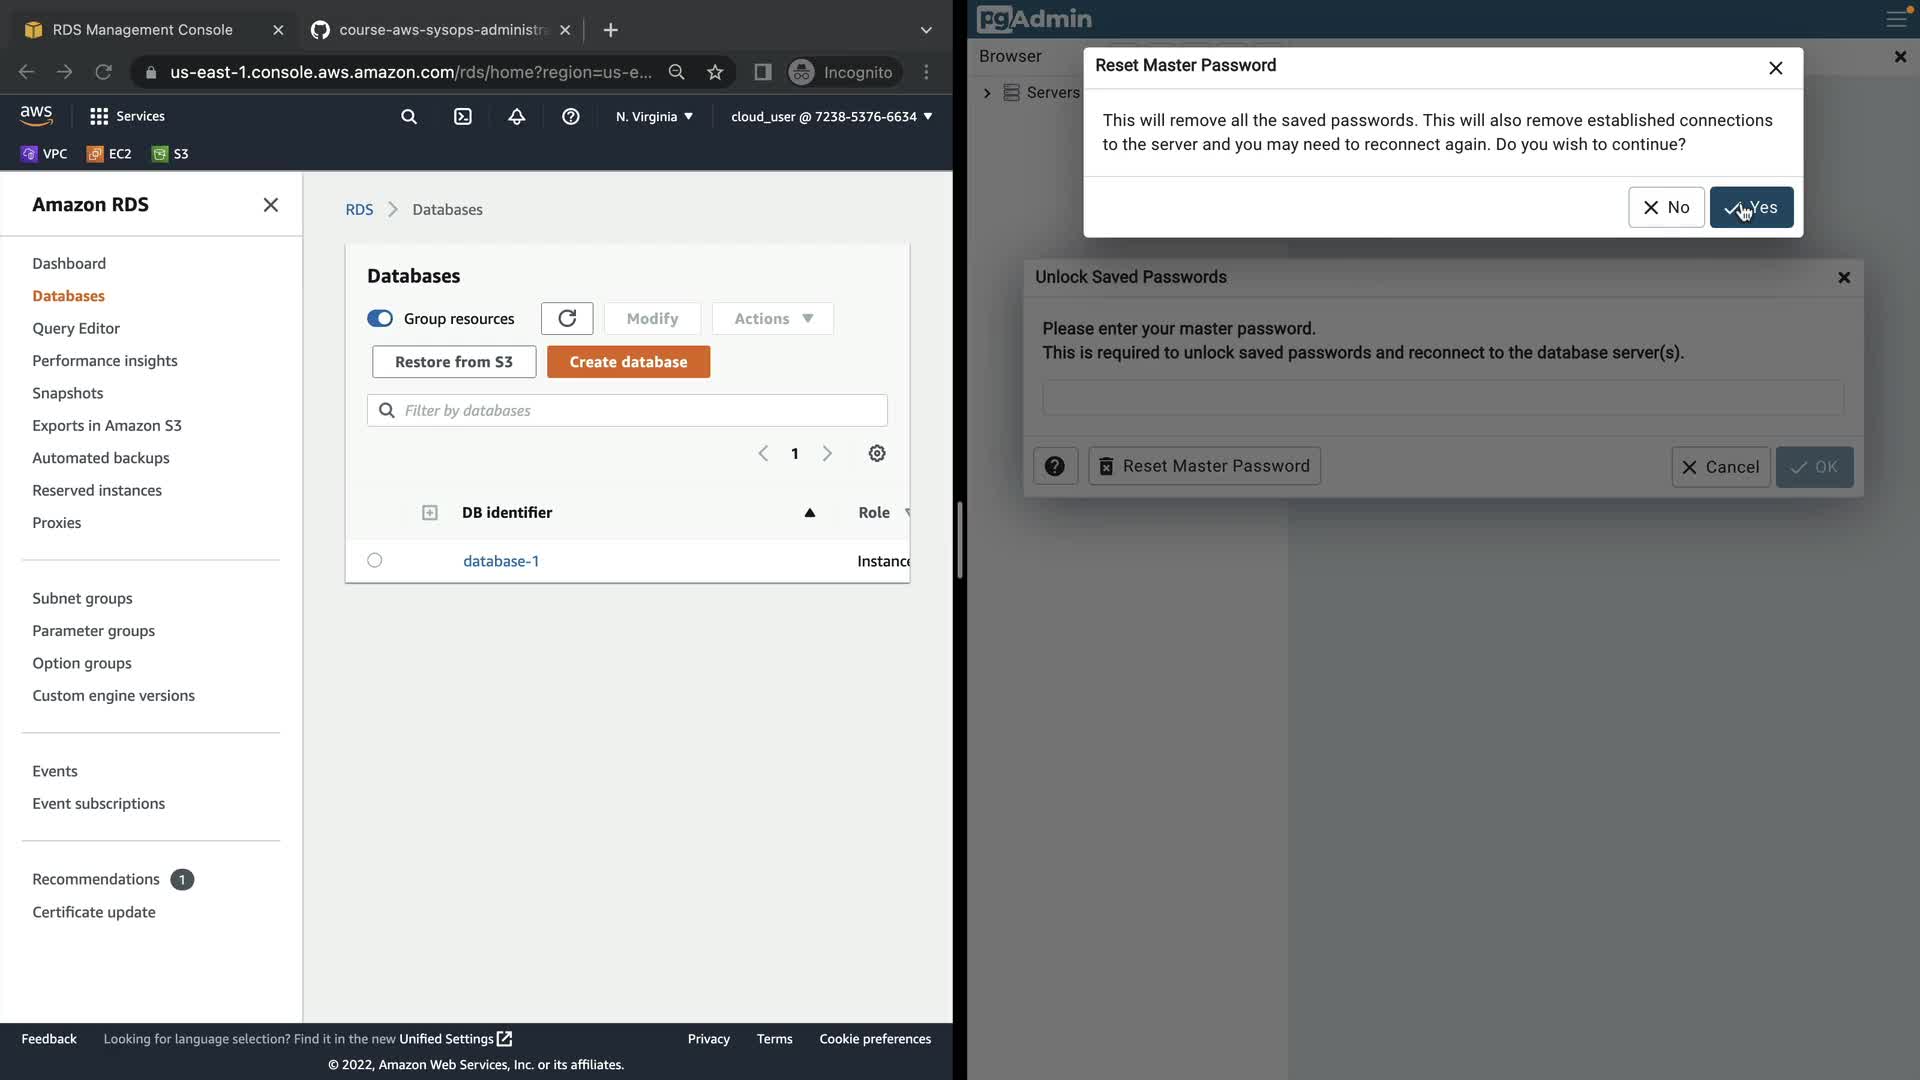 RDS Management Console
course-aws-sysops-administra
us-east-1.console.aws.amazon.com/rds/home?region=us-e...
Incognito
aws
Services
N. Virginia
cloud_user @ 7238-5376-6634
VPC
EC2
S3
Amazon RDS
Dashboard
Databases
Query Editor
Performance insights
Snapshots
Exports in Amazon S3
Automated backups
Reserved instances
Proxies
Subnet groups
Parameter groups
Option groups
Custom engine versions
Events
Event subscriptions
Recommendations 1
Certificate update
RDS > Databases
Databases
Group resources
Modify
Actions
Restore from S3
Create database
Filter by databases
1
DB identifier
Role
database-1
Instance
Feedback
Looking for language selection? Find it in the new Unified Settings
Privacy
Terms
Cookie preferences
© 2022, Amazon Web Services, Inc. or its affiliates.
pgAdmin
Browser
Servers
Reset Master Password
This will remove all the saved passwords. This will also remove established connections
to the server and you may need to reconnect again. Do you wish to continue?
No
Yes
Unlock Saved Passwords
Please enter your master password.
This is required to unlock saved passwords and reconnect to the database server(s).
Reset Master Password
Cancel
OK